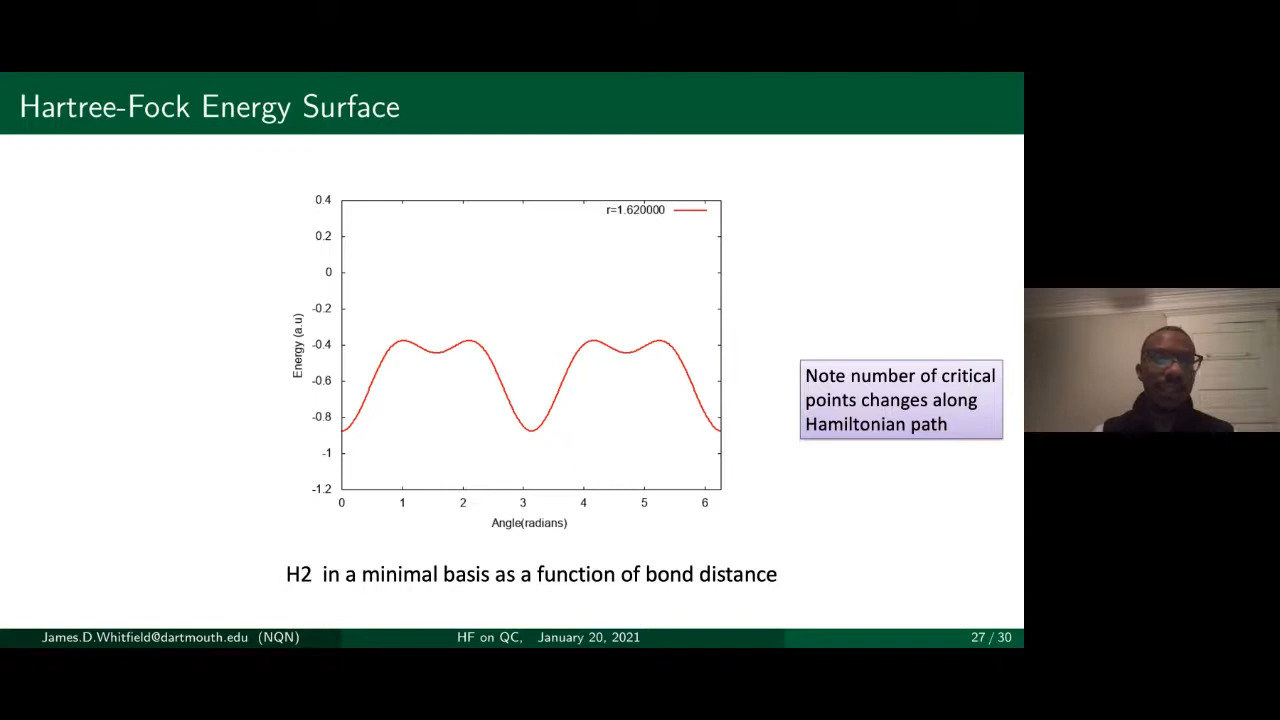 Hartree-Fock Energy Surface
0.4
0.2
0
-0.2
-0.4
-0.6
-0.8
-1
-1.2
Energy (a.u)
r=1.620000
0 1 2 3 4 5 6
Angle(radians)
Note number of critical
points changes along
Hamiltonian path
H2 in a minimal basis as a function of bond distance
James.D.Whitfield@dartmouth.edu (NQN) HF on QC, January 20, 2021 27 / 30